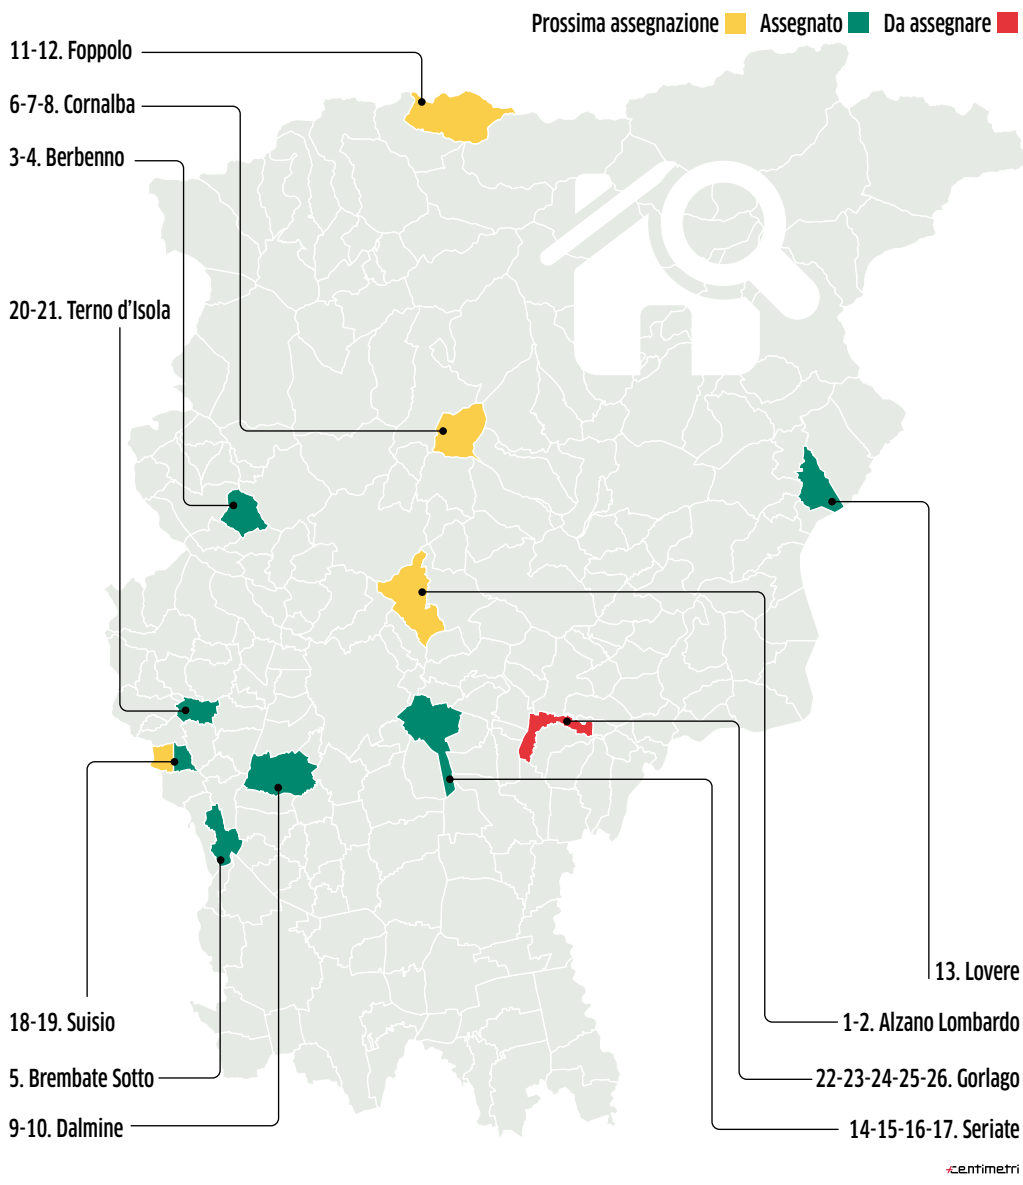 Prossima assegnazione Assegnato Da assegnare
11-12. Foppolo
6-7-8. Cornalba
3-4. Berbenno
20-21. Terno d'Isola
13. Lovere
18-19. Suisio
1-2. Alzano Lombardo
5. Brembate Sotto
22-23-24-25-26. Gorlago
9-10. Dalmine
14-15-16-17. Seriate
centimetri